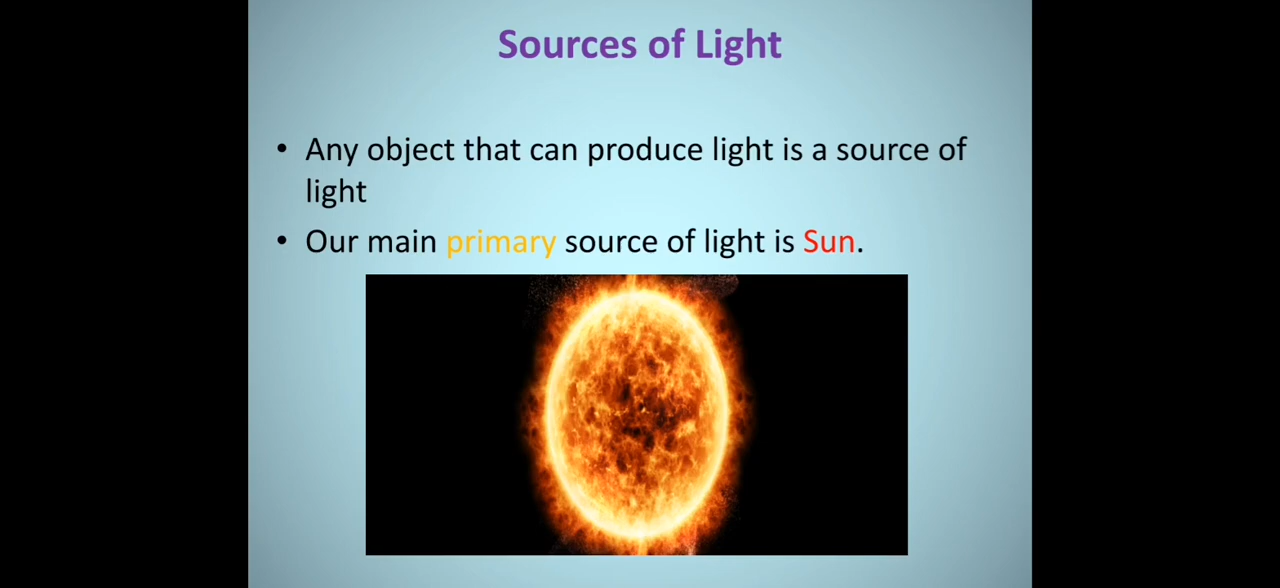 Sources of Light
• Any object that can produce light is a source of
light
• Our main primary source of light is Sun.